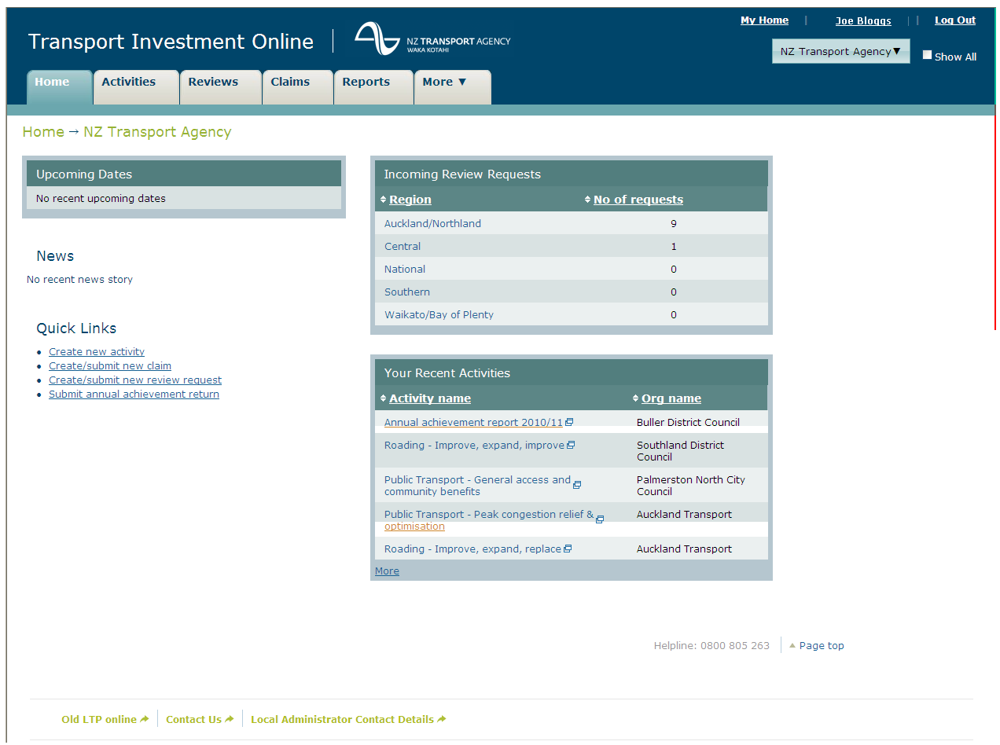 My Home | Joe Bloggs | | Log Out
Transport Investment Online
NZ TRANSPORT AGENCY
WAKA KOTAHI
NZ Transport Agency▼
Show All
Home
Activities
Reviews
Claims
Reports
More ▼
Home → NZ Transport Agency
Upcoming Dates
No recent upcoming dates
News
No recent news story
Quick Links
• Create new activity
• Create/submit new claim
• Create/submit new review request
• Submit annual achievement return
Incoming Review Requests
Region No of requests
Auckland/Northland 9
Central 1
National 0
Southern 0
Waikato/Bay of Plenty 0
Your Recent Activities
Activity name Org name
Annual achievement report 2010/11 Buller District Council
Roading - Improve, expand, improve Southland District
Council
Public Transport - General access and Palmerston North City
community benefits Council
Public Transport - Peak congestion relief & Auckland Transport
optimisation
Roading - Improve, expand, replace Auckland Transport
More
Helpline: 0800 805 263 Page top
Old LTP online Contact Us Local Administrator Contact Details